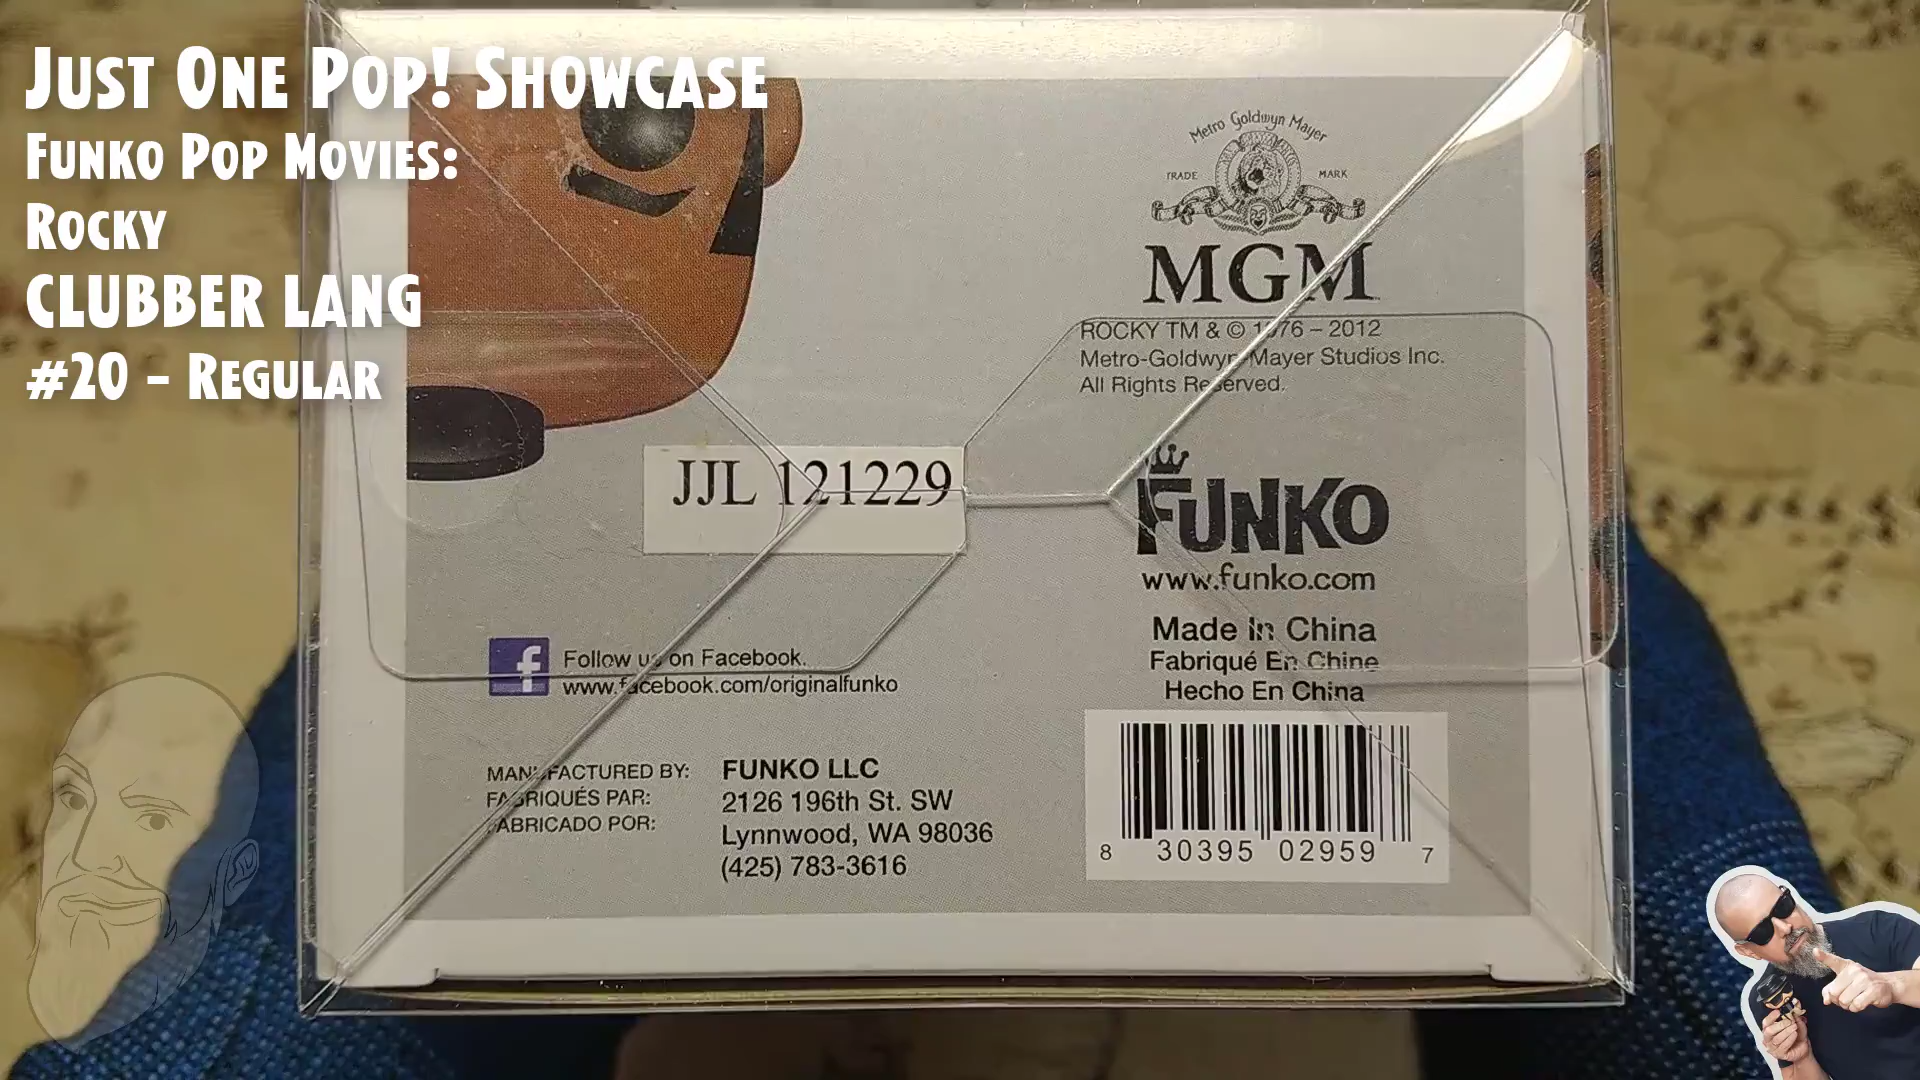 Just One Pop! Showcase
Funko Pop Movies:
Rocky
CLUBBER LANG
#20 - Regular
Metro Goldwyn Mayer
TRADE MARK
MGM
ROCKY TM & © 1976 – 2012
Metro-Goldwyn-Mayer Studios Inc.
All Rights Reserved.
JJL 121229
FUNKO
www.funko.com
Made In China
Fabriqué En Chine
Hecho En China
f
Follow us on Facebook.
www.facebook.com/originalfunko
MANUFACTURED BY:
FABRIQUÉS PAR:
FABRICADO POR:
FUNKO LLC
2126 196th St. SW
Lynnwood, WA 98036
(425) 783-3616
8 30395 02959 7